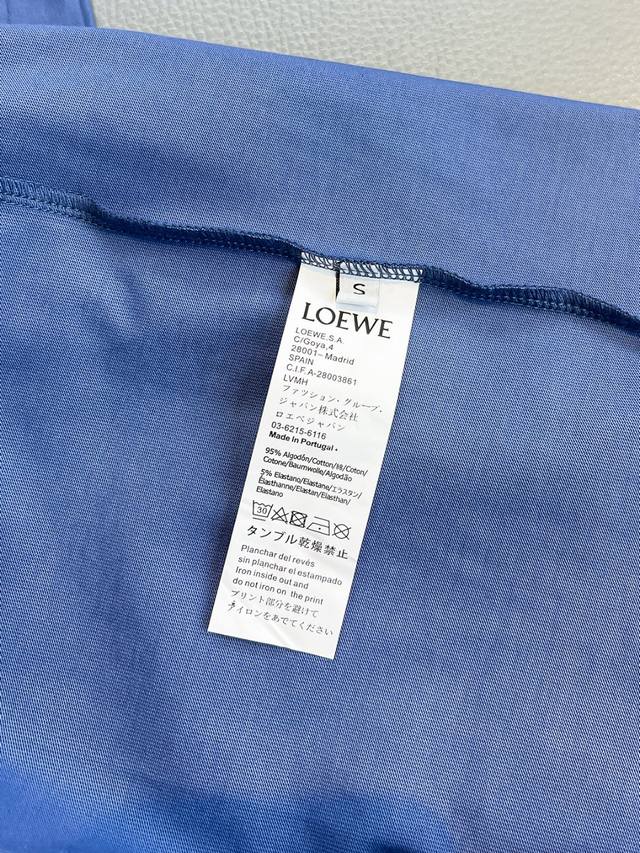 S
LOEWE
LOEWE.S.A.
C/Goya,4
28001– Madrid
SPAIN
C.I.F.A-28003861
LVMH
ファッション・グループ・
ジャパン株式会社
ロエベジャパン
03-6215-6116
Made in Portugal.
95% Algodón/Cotton/綿/Coton/
Cotone/Baumwolle/Algodão
5% Elastano/Elastane/エラスタン/
Élasthanne/Elastan/Elasthan/
Elastano
30
タンブル乾燥禁止
Planchar del revés
sin planchar el estampado
Iron inside out and
do not iron on the print
プリント部分を避けて
アイロンをあててください